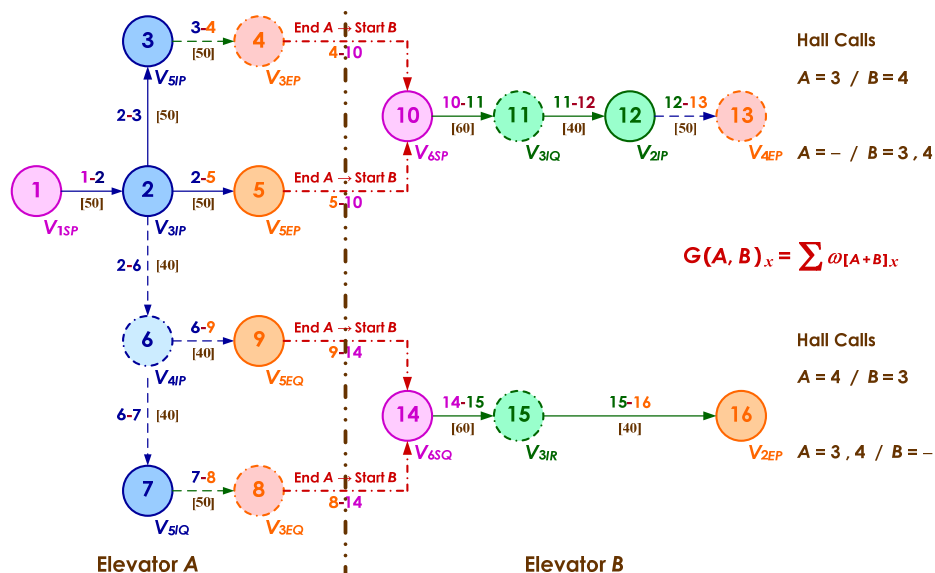 3
3-4
[50]
4
End A → Start B
4-10
Hall Calls
V5IP
V3EP
A = 3 / B = 4
2-3
[50]
10
10-11
[60]
11
11-12
[40]
12
12-13
[50]
13
V6SP
V3IQ
V2IP
V4EP
A = – / B = 3 , 4
1
1-2
[50]
2
2-5
[50]
5
End A → Start B
5-10
V1SP
V3IP
V5EP
G(A, B)x = ∑ ω[A+B]x
2-6
[40]
6
6-9
[40]
9
End A → Start B
9-14
Hall Calls
V4IP
V5EQ
A = 4 / B = 3
6-7
[40]
14
14-15
[60]
15
15-16
[40]
16
V6SQ
V3IR
V2EP
A = 3 , 4 / B = –
7
7-8
[50]
8
End A → Start B
8-14
V5IQ
V3EQ
Elevator A
Elevator B